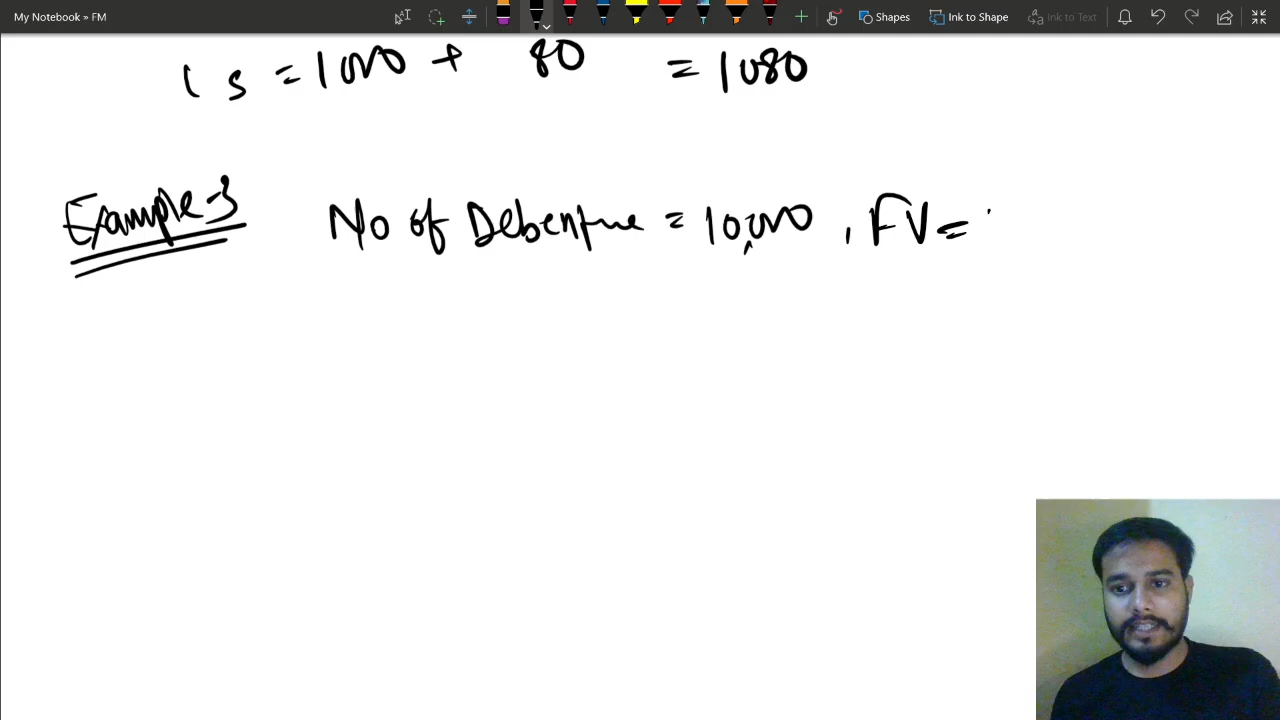 My Notebook » FM
Shapes Ink to Shape Ink to Text
( S = 1000 + 80 = 1080
Example-3 No of Debenture = 10,000 , FV =